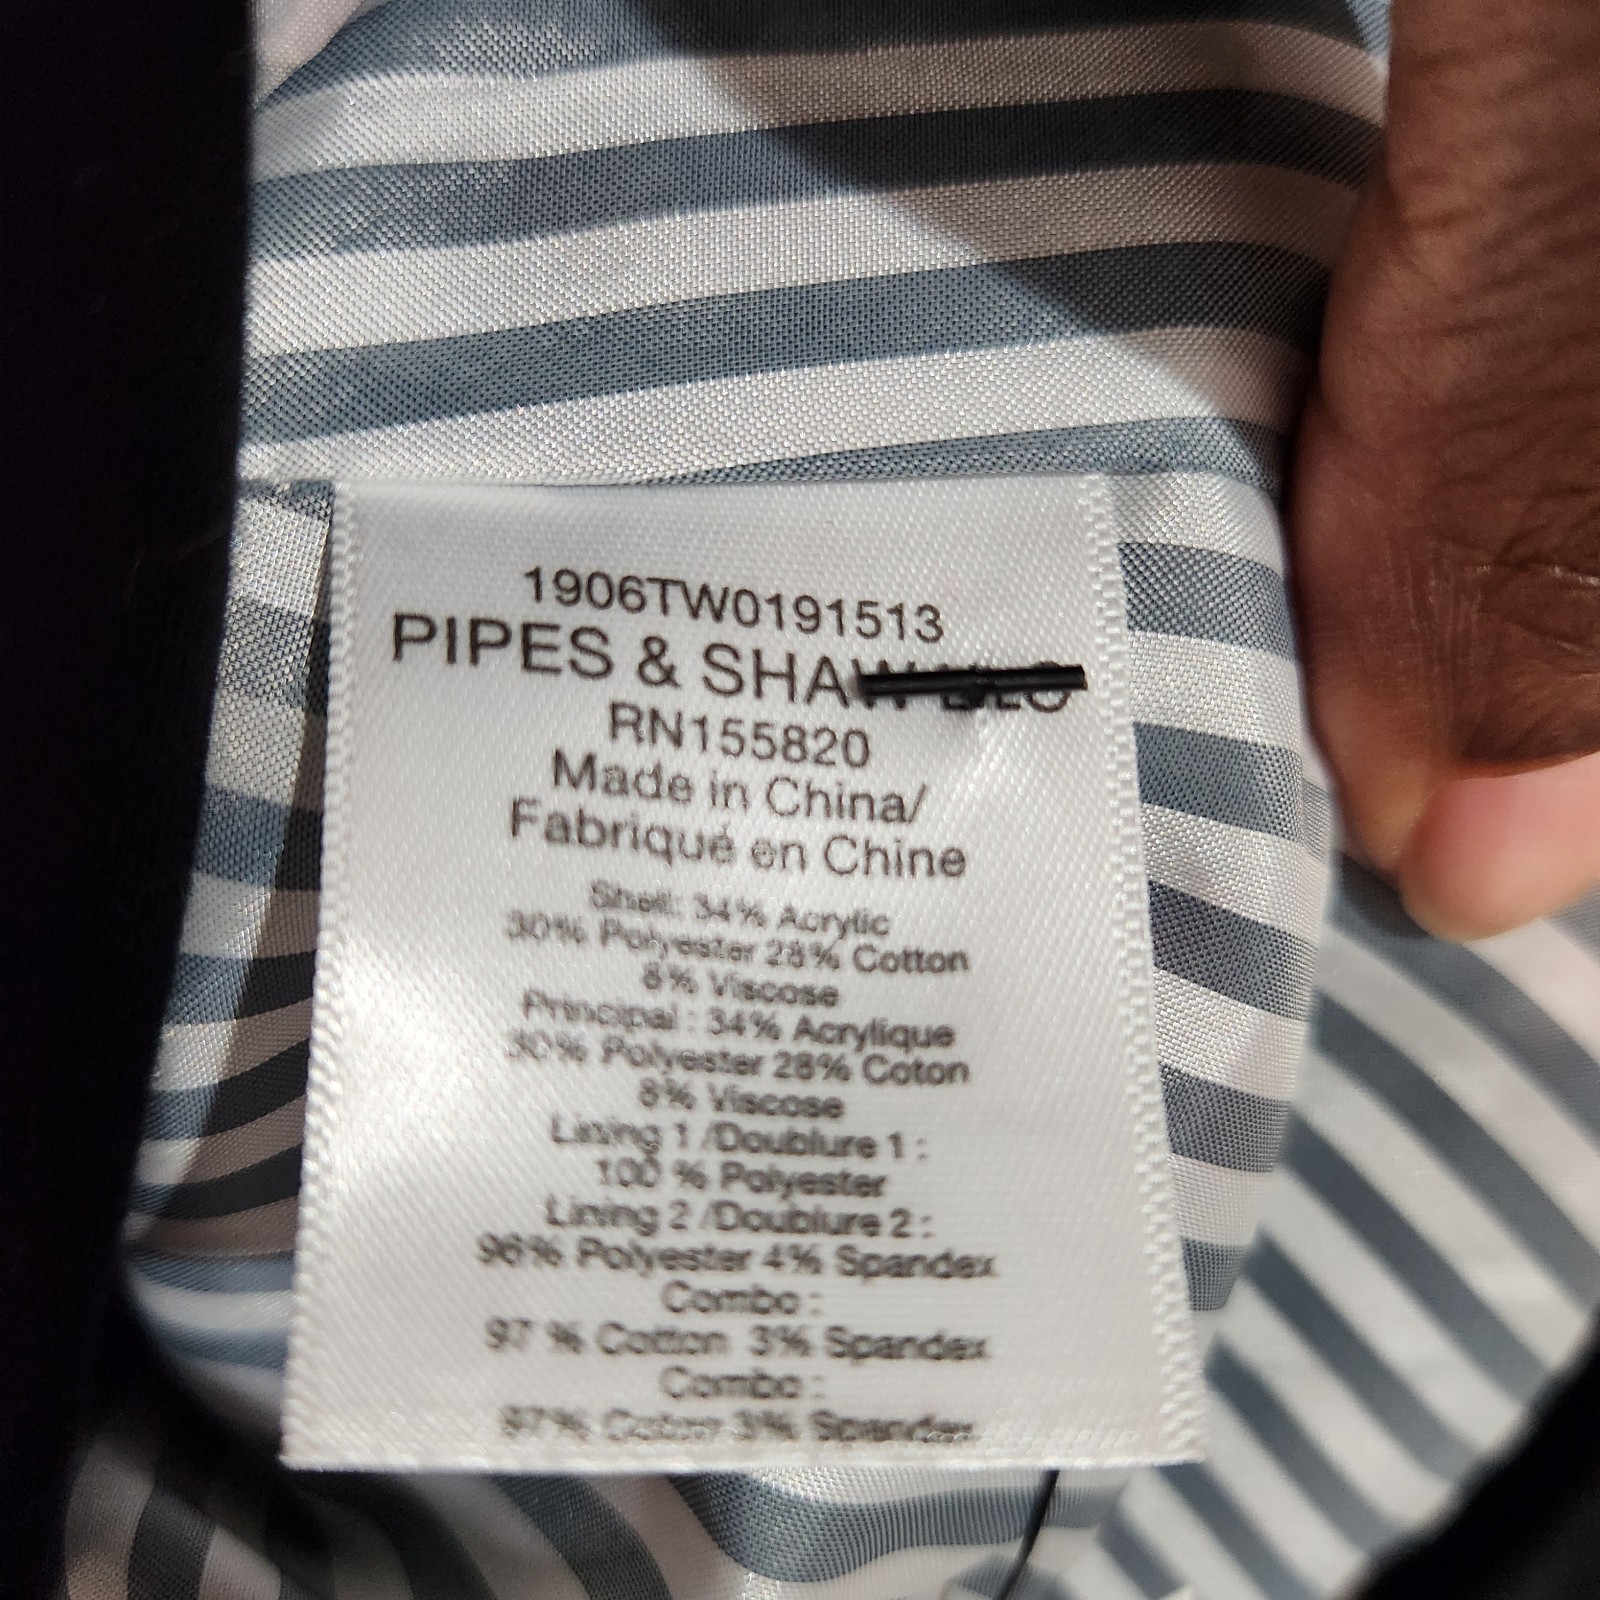 1906TW0191513
PIPES & SHAW LLC
RN155820
Made in China/
Fabriqué en Chine
Shell: 34% Acrylic
30% Polyester 28% Cotton
8% Viscose
Principal : 34% Acrylique
30% Polyester 28% Coton
8% Viscose
Lining 1 /Doublure 1 :
100 % Polyester
Lining 2 /Doublure 2 :
96% Polyester 4% Spandex
Combo :
97 % Cotton 3% Spandex
Combo :
97% Coton 3% Spandex